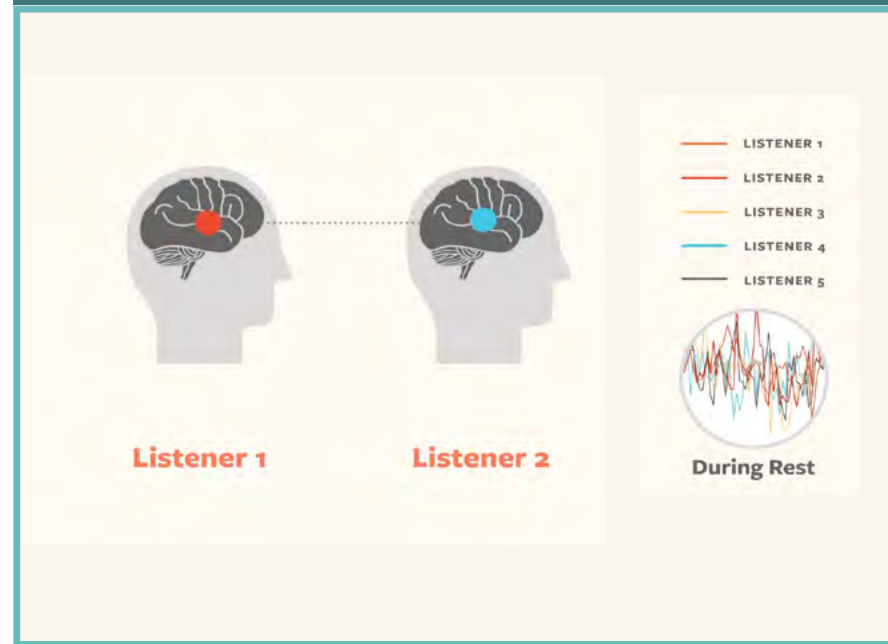 Listener 1
Listener 2
LISTENER 1
LISTENER 2
LISTENER 3
LISTENER 4
LISTENER 5
During Rest